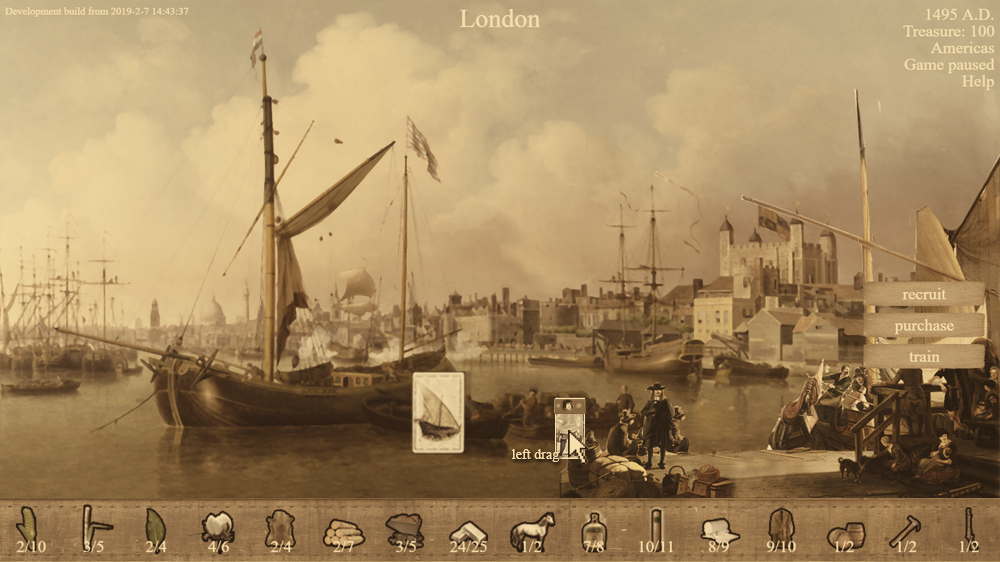 Development build from 2019-2-7 14:43:37
London
1495 A.D.
Treasure: 100
Americas
Game paused
Help
recruit
purchase
train
left drag
2/10 3/5 2/4 4/6 2/4 2/7 3/5 24/25 1/2 7/8 10/11 8/9 9/10 1/2 1/2 1/2